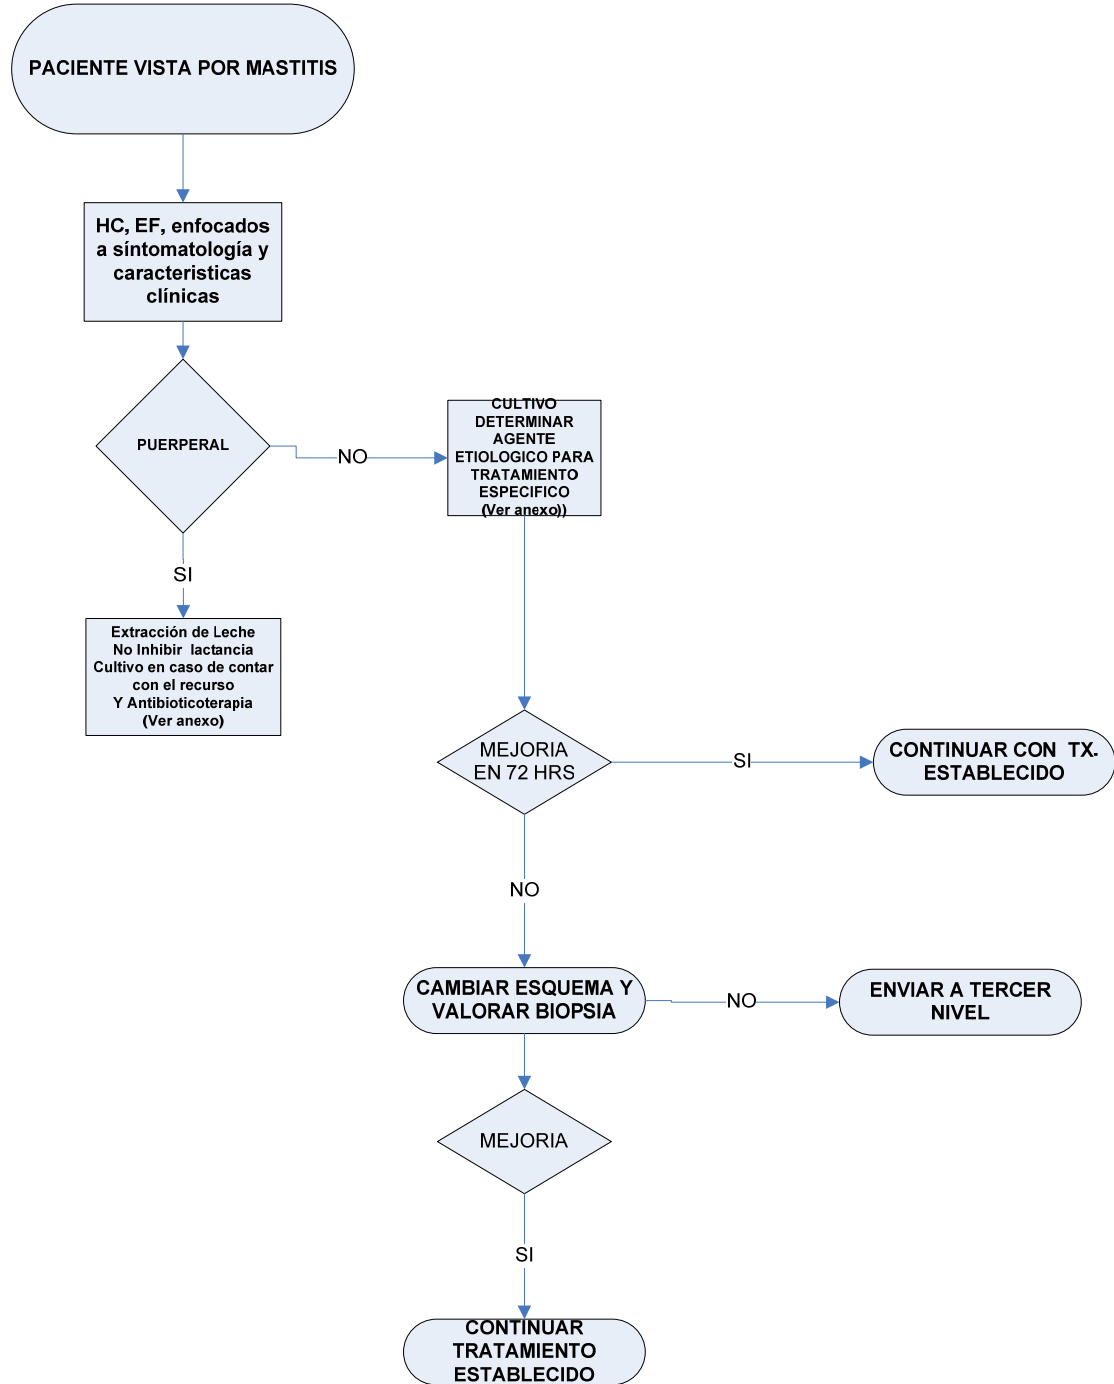 PACIENTE VISTA POR MASTITIS
HC, EF, enfocados
a síntomatología y
caracteristicas
clínicas
PUERPERAL
NO
CULTIVO
DETERMINAR
AGENTE
ETIOLOGICO PARA
TRATAMIENTO
ESPECIFICO
(Ver anexo))
SI
Extracción de Leche
No Inhibir lactancia
Cultivo en caso de contar
con el recurso
Y Antibioticoterapia
(Ver anexo)
MEJORIA
EN 72 HRS
SI
CONTINUAR CON TX-
ESTABLECIDO
NO
CAMBIAR ESQUEMA Y
VALORAR BIOPSIA
NO
ENVIAR A TERCER
NIVEL
MEJORIA
SI
CONTINUAR
TRATAMIENTO
ESTABLECIDO